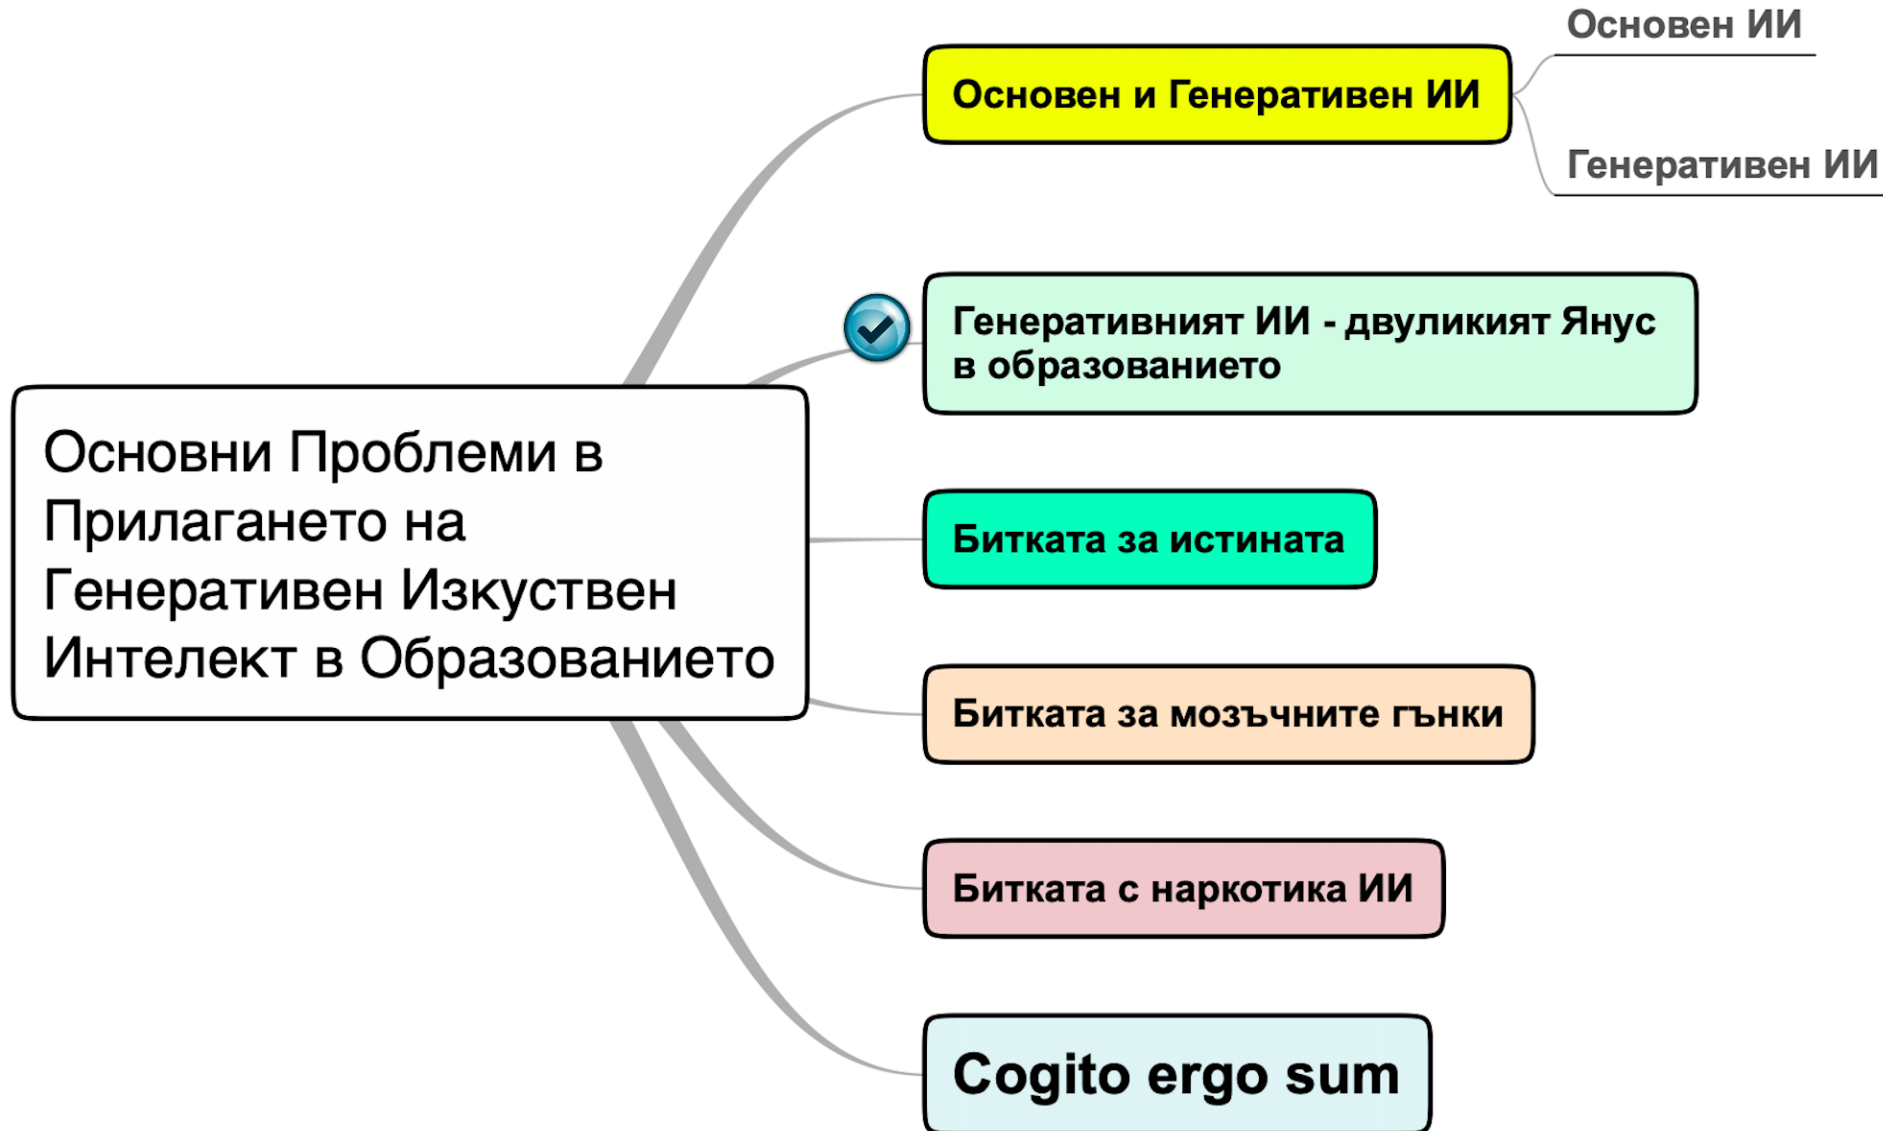 Основни Проблеми в
Прилагането на
Генеративен Изкуствен
Интелект в Образованието
Основен и Генеративен ИИ
Основен ИИ
Генеративен ИИ
Генеративният ИИ - двуликият Янус
в образованието
Битката за истината
Битката за мозъчните гънки
Битката с наркотика ИИ
Cogito ergo sum